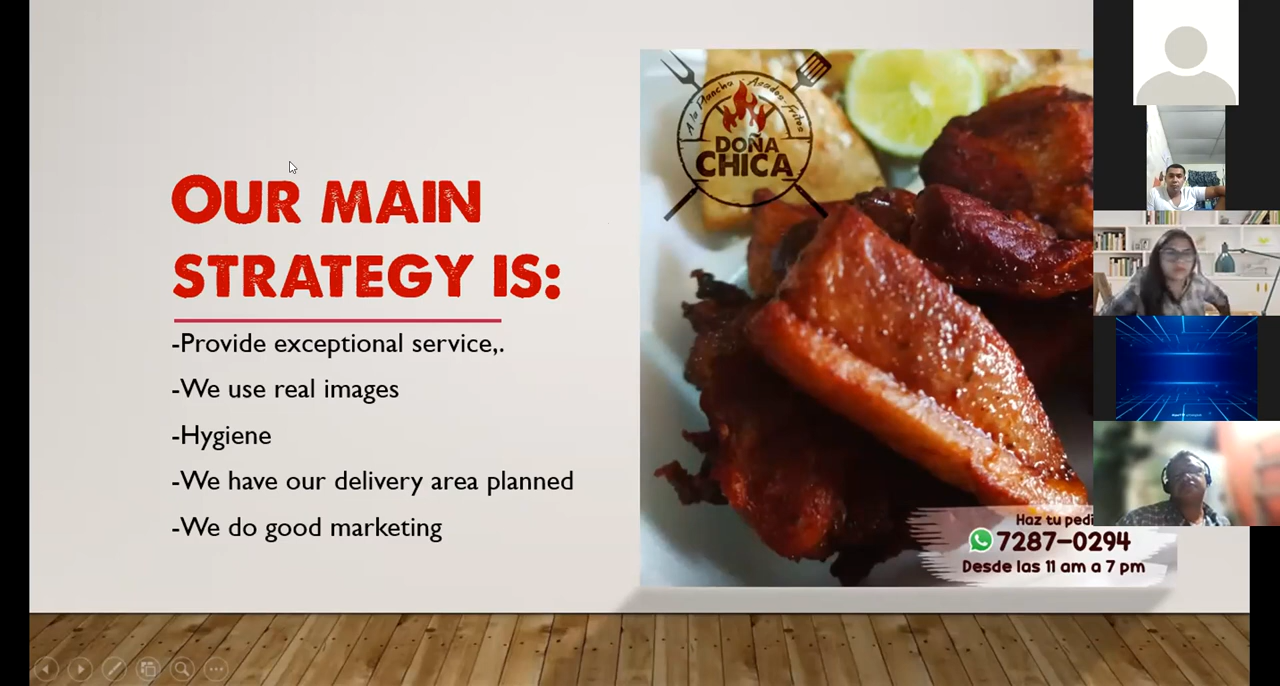 OUR MAIN
STRATEGY IS:
-Provide exceptional service,.
-We use real images
-Hygiene
-We have our delivery area planned
-We do good marketing
A la Plancha - Asados - Fritos
DOÑA
CHICA
Haz tu pedi
7287-0294
Desde las 11 am a 7 pm